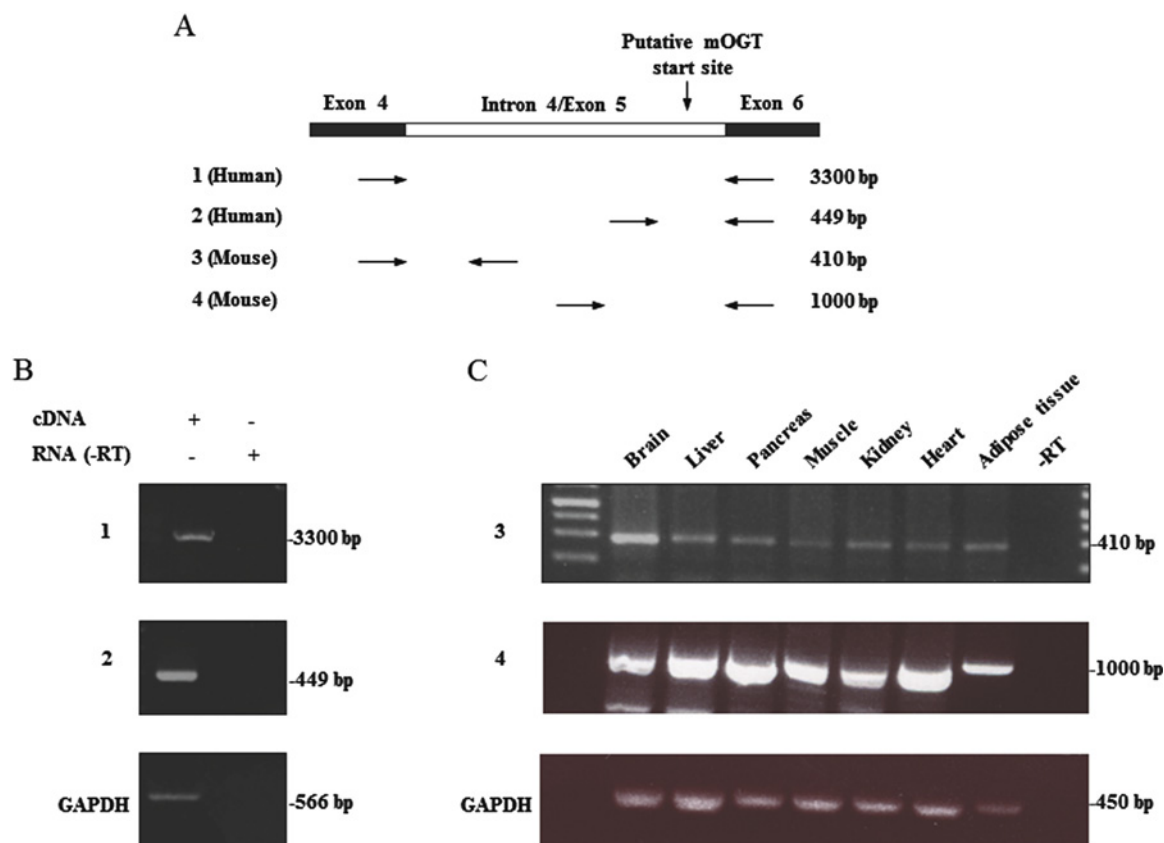 A
Putative mOGT
start site
Exon 4 Intron 4/Exon 5 Exon 6
1 (Human) 3300 bp
2 (Human) 449 bp
3 (Mouse) 410 bp
4 (Mouse) 1000 bp
B
cDNA + -
RNA (-RT) - +
1 -3300 bp
2 -449 bp
GAPDH -566 bp
C
Brain Liver Pancreas Muscle Kidney Heart Adipose tissue -RT
3 -410 bp
4 -1000 bp
GAPDH -450 bp